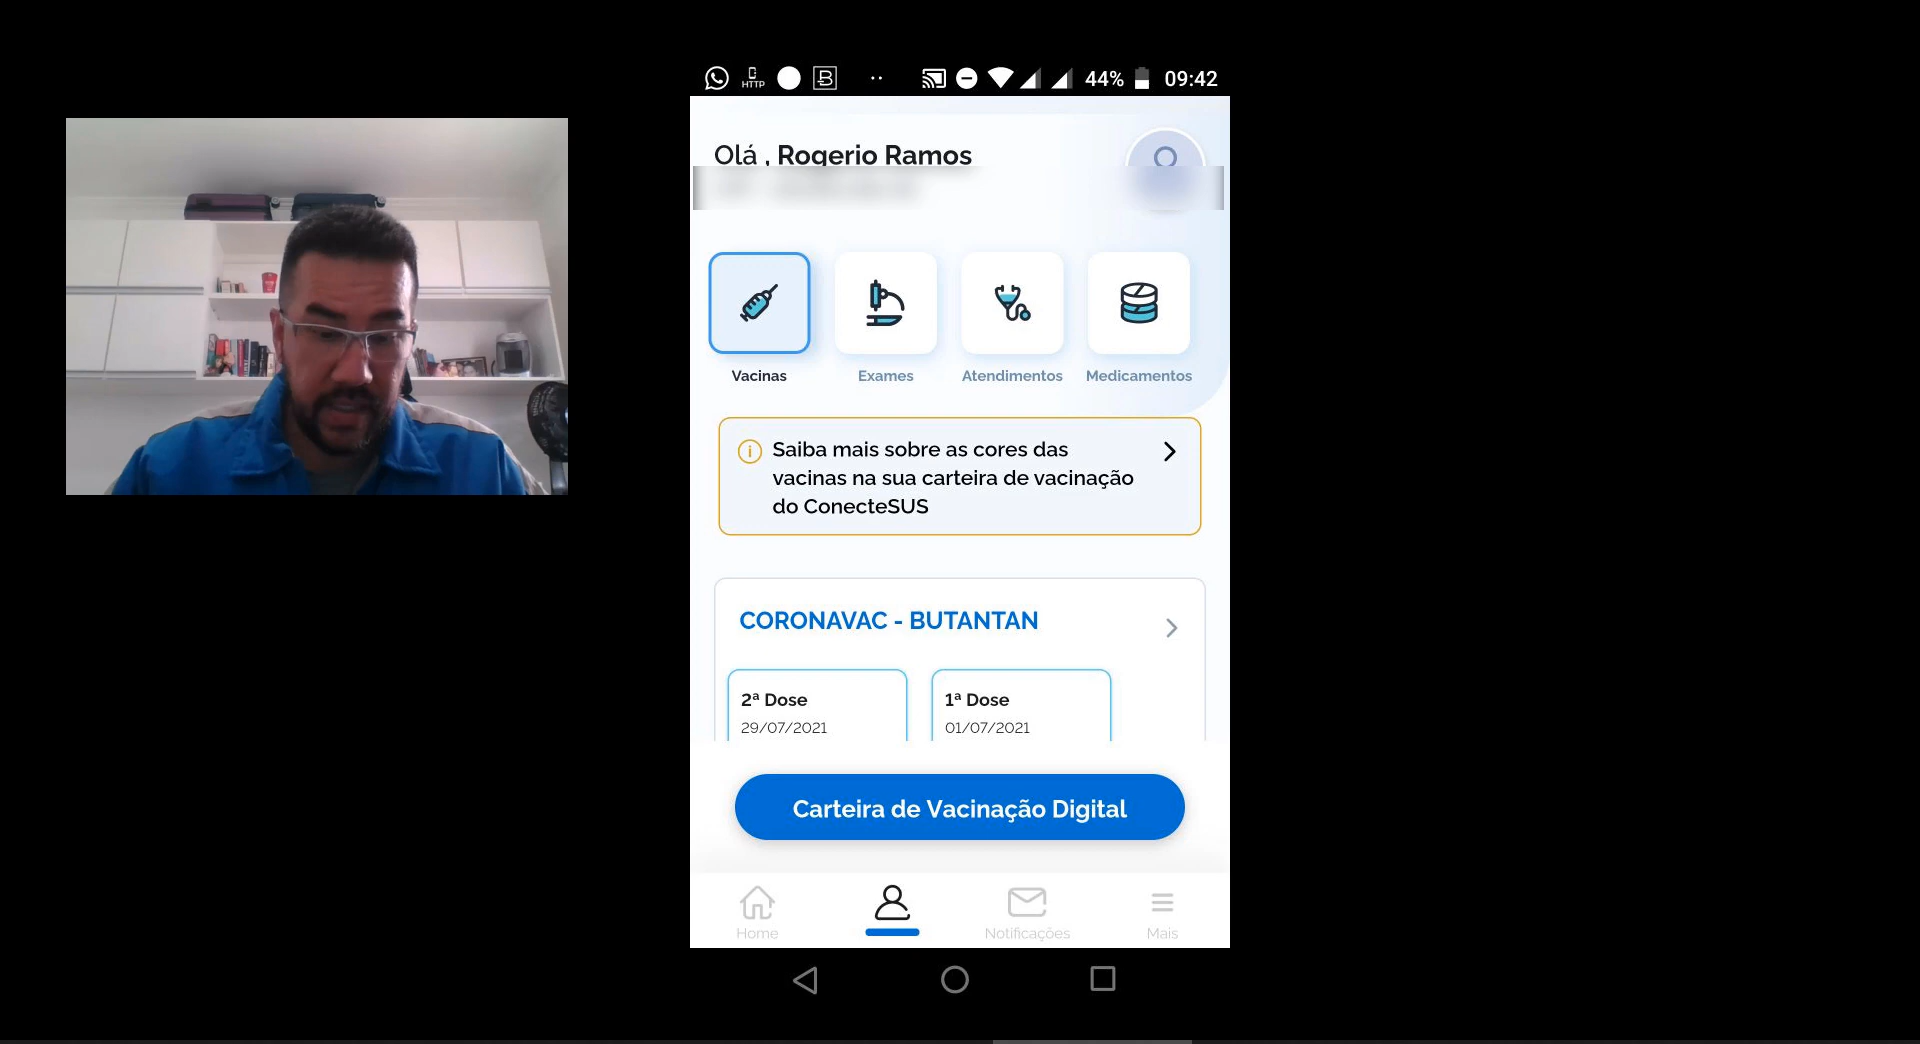 HTTP
44%
09:42
Olá , Rogerio Ramos
Vacinas
Exames
Atendimentos
Medicamentos
Saiba mais sobre as cores das
vacinas na sua carteira de vacinação
do ConecteSUS
CORONAVAC - BUTANTAN
2ª Dose
1ª Dose
29/07/2021
01/07/2021
Carteira de Vacinação Digital
Home
Notificações
Mais